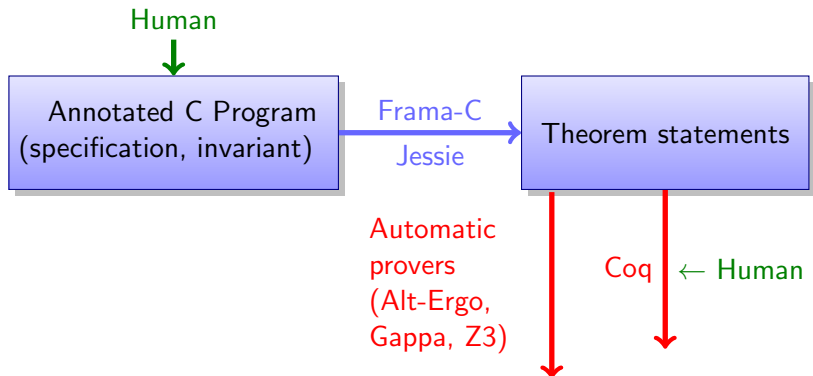 Human
Annotated C Program
(specification, invariant)
Frama-C
Jessie
Theorem statements
Automatic
provers
(Alt-Ergo,
Gappa, Z3)
Coq
← Human